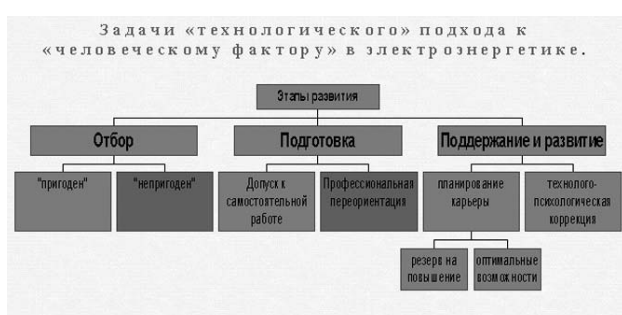 Задачи «технологического» подхода к
«человеческому фактору» в электроэнергетике.
Этапы развития
Отбор
Подготовка
Поддержание и развитие
"пригоден"
"непригоден"
Допуск к
самостоятельной
работе
Профессиональная
переориентация
планирование
карьеры
технолого-
психологическая
коррекция
резерв на
повышение
оптимальные
возможности